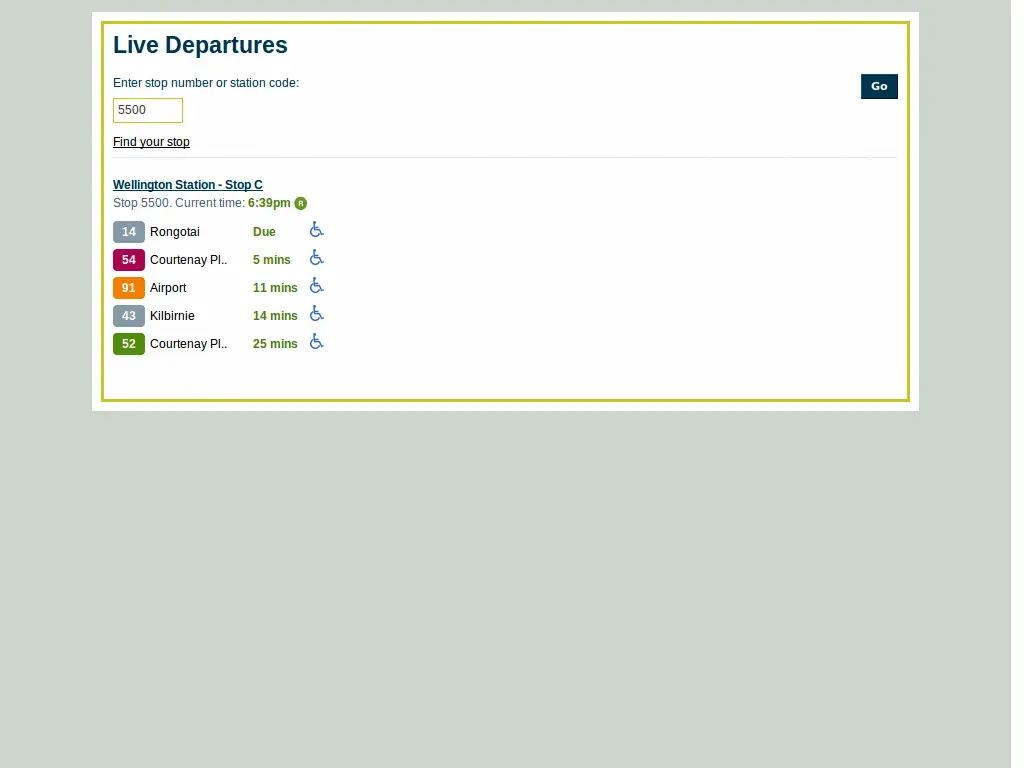 Live Departures
Enter stop number or station code:
Go
5500
Find your stop
Wellington Station - Stop C
Stop 5500. Current time: 6:39pm R
14 Rongotai Due
54 Courtenay Pl.. 5 mins
91 Airport 11 mins
43 Kilbirnie 14 mins
52 Courtenay Pl.. 25 mins